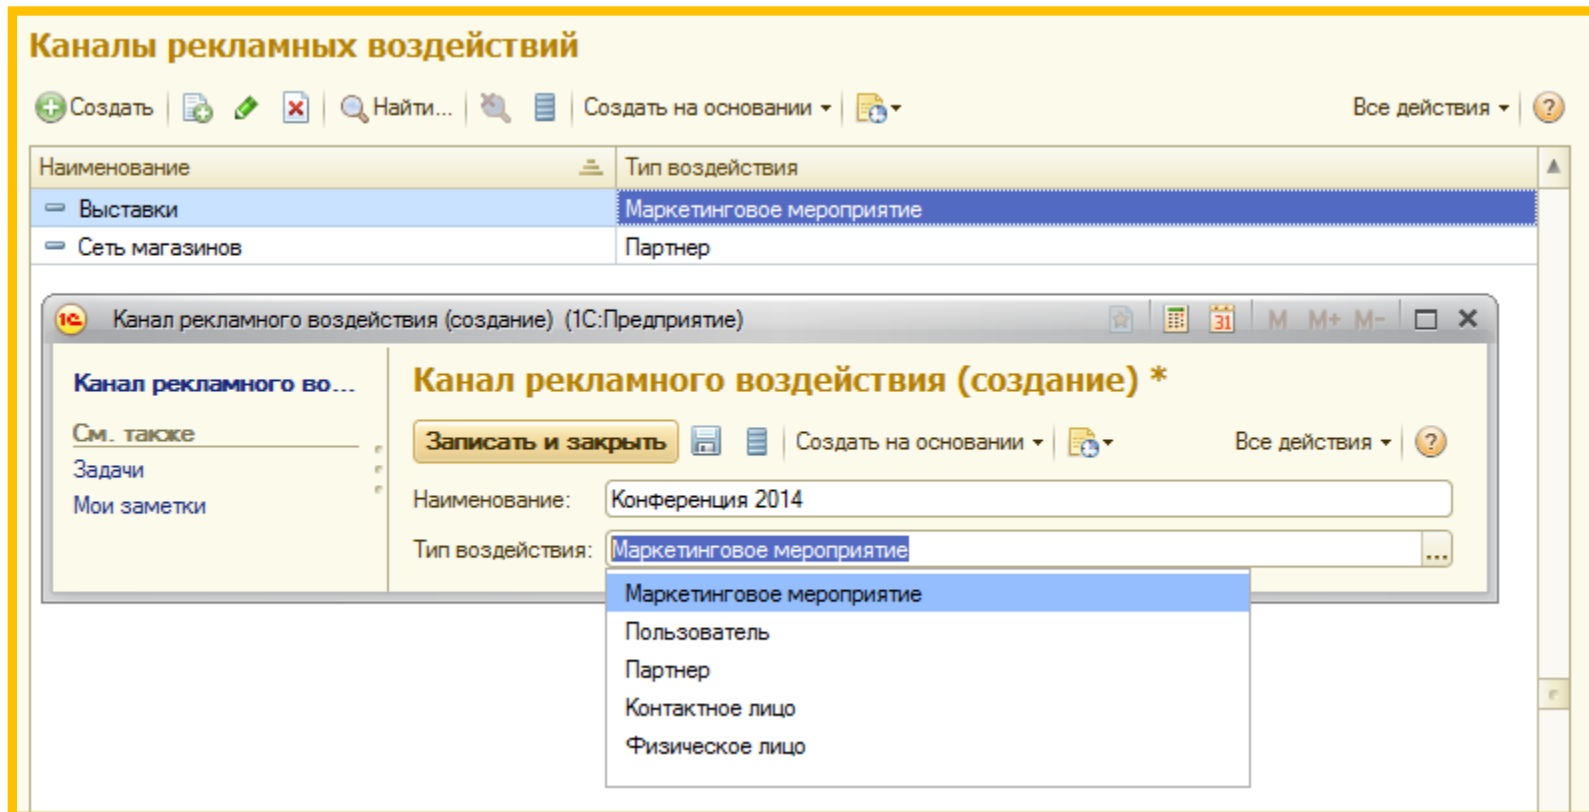 Каналы рекламных воздействий
Создать Найти... Создать на основании Все действия ?
Наименование Тип воздействия
Выставки Маркетинговое мероприятие
Сеть магазинов Партнер
1С Канал рекламного воздействия (создание) (1С:Предприятие) 31 M M+ M-
Канал рекламного во... Канал рекламного воздействия (создание) *
См. также Записать и закрыть Создать на основании Все действия ?
Задачи
Мои заметки Наименование: Конференция 2014
Тип воздействия: Маркетинговое мероприятие ...
Маркетинговое мероприятие
Пользователь
Партнер
Контактное лицо
Физическое лицо